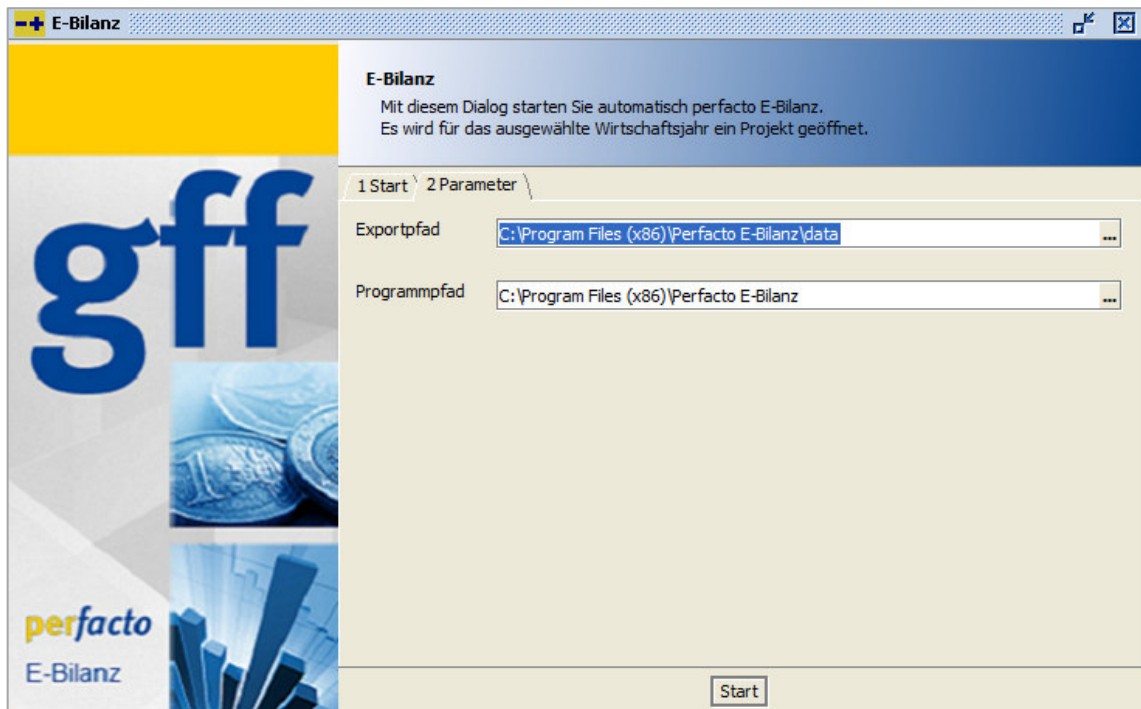 E-Bilanz
E-Bilanz
Mit diesem Dialog starten Sie automatisch perfacto E-Bilanz.
Es wird für das ausgewählte Wirtschaftsjahr ein Projekt geöffnet.
1 Start 2 Parameter
Exportpfad C:\Program Files (x86)\Perfacto E-Bilanz\data ...
Programmpfad C:\Program Files (x86)\Perfacto E-Bilanz ...
gff
perfacto
E-Bilanz
Start